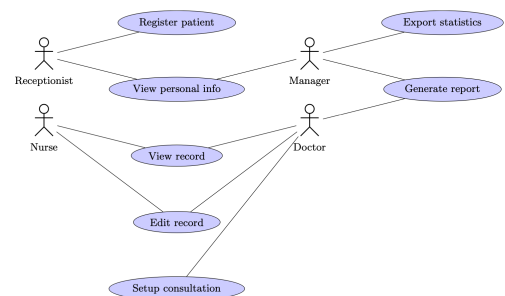 Register patient
Export statistics
Receptionist
Manager
View personal info
Generate report
Nurse
Doctor
View record
Edit record
Setup consultation